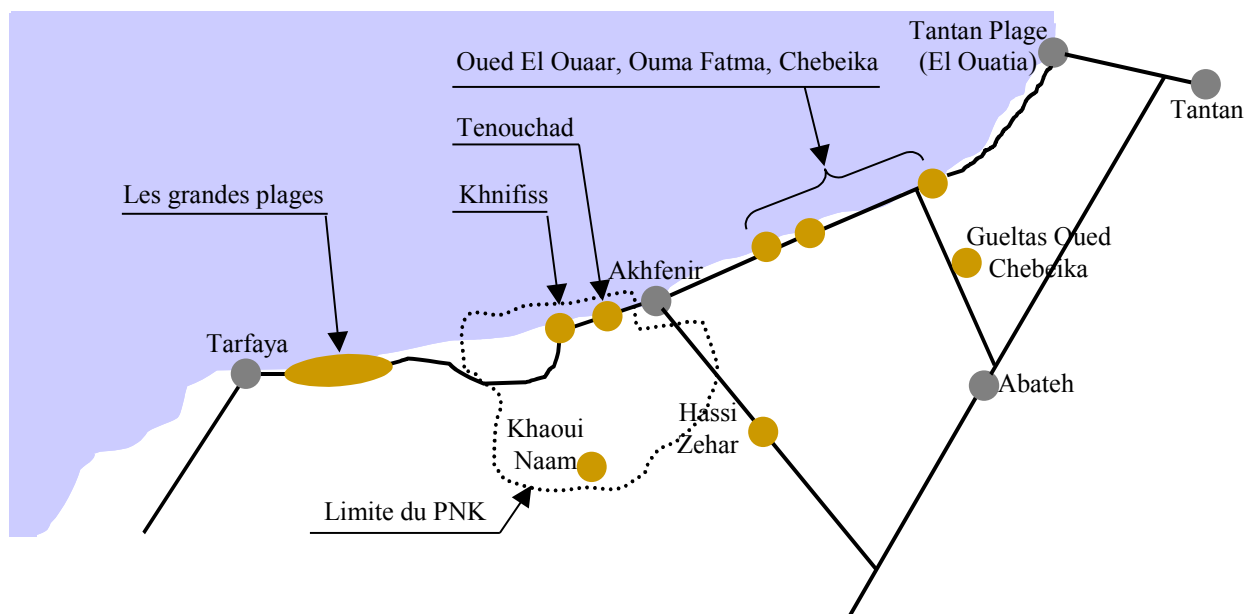 Tantan Plage
(El Ouatia)
Oued El Ouaar, Ouma Fatma, Chebeika
Tantan
Tenouchad
Les grandes plages
Khnifiss
Gueltas Oued
Chebeika
Akhfenir
Tarfaya
Abateh
Hassi
Zehar
Khaoui
Naam
Limite du PNK